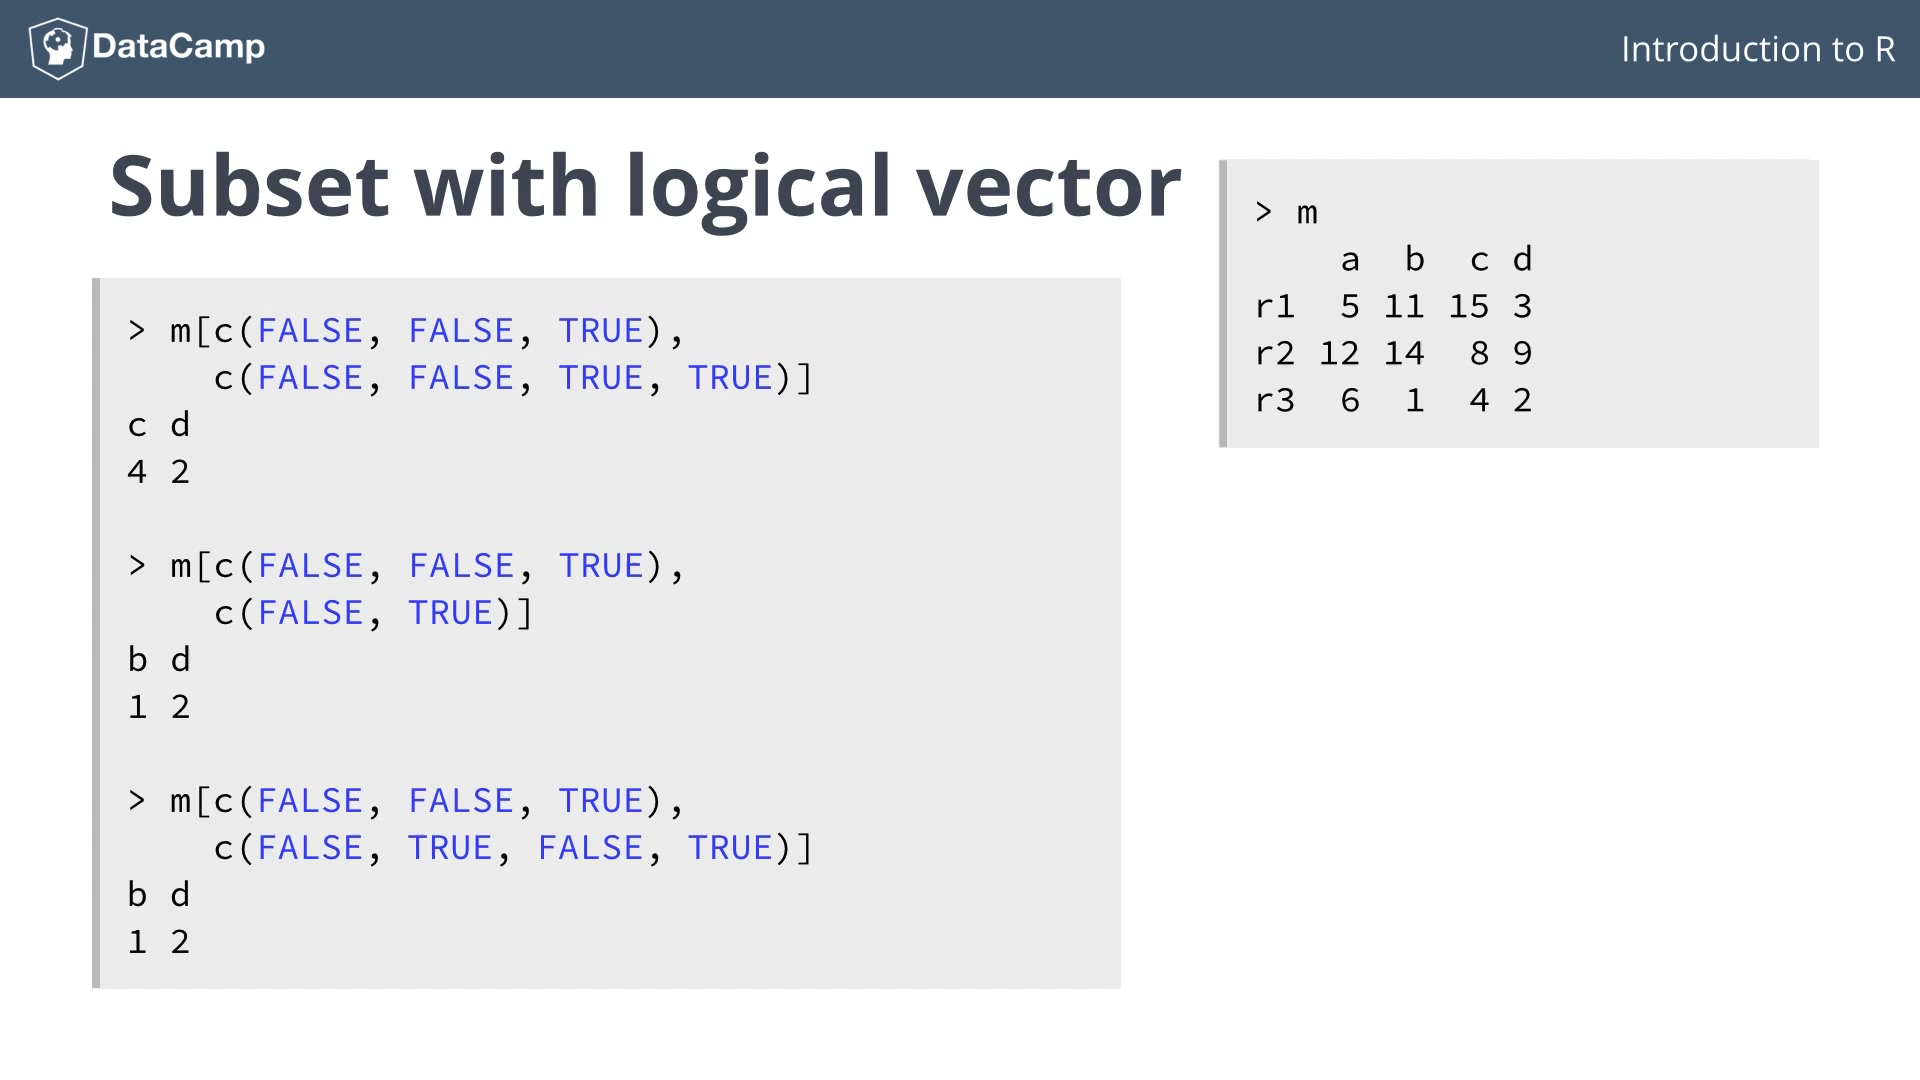 DataCamp
Introduction to R
Subset with logical vector
> m[c(FALSE, FALSE, TRUE),
    c(FALSE, FALSE, TRUE, TRUE)]
c d
4 2
> m[c(FALSE, FALSE, TRUE),
    c(FALSE, TRUE)]
b d
1 2
> m[c(FALSE, FALSE, TRUE),
    c(FALSE, TRUE, FALSE, TRUE)]
b d
1 2
> m
    a  b  c d
r1  5 11 15 3
r2 12 14  8 9
r3  6  1  4 2